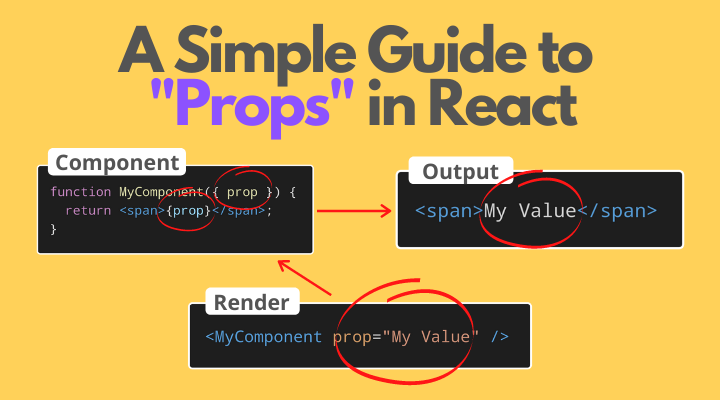 A Simple Guide to
"Props" in React
Component
function MyComponent({ prop }) {
  return <span>{prop}</span>;
}
Output
<span>My Value</span>
Render
<MyComponent prop="My Value" />